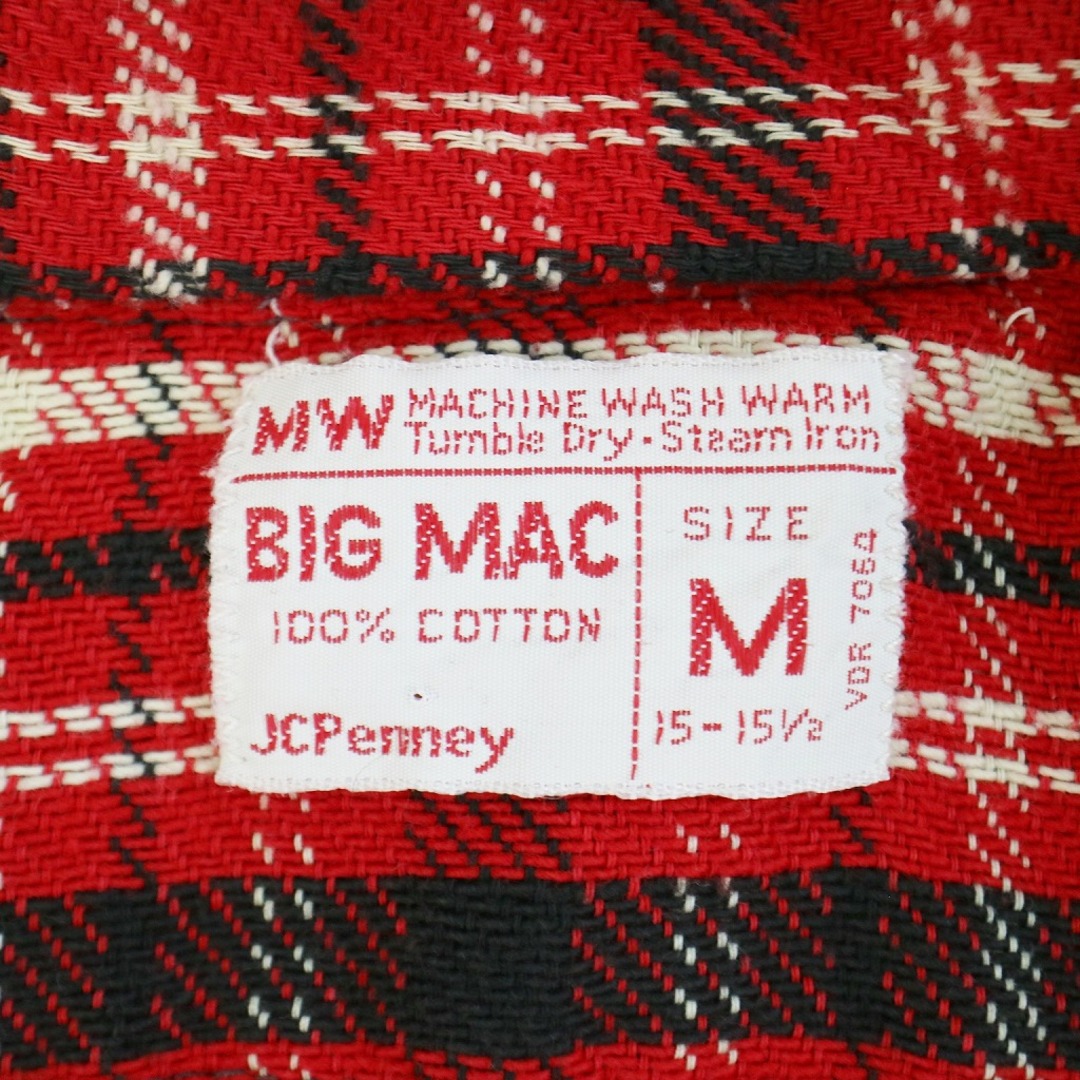 MW MACHINE WASH WARM
Tumble Dry · Steam Iron
BIG MAC
100% COTTON
JCPenney
SIZE
M
15-15½
VDR 7064